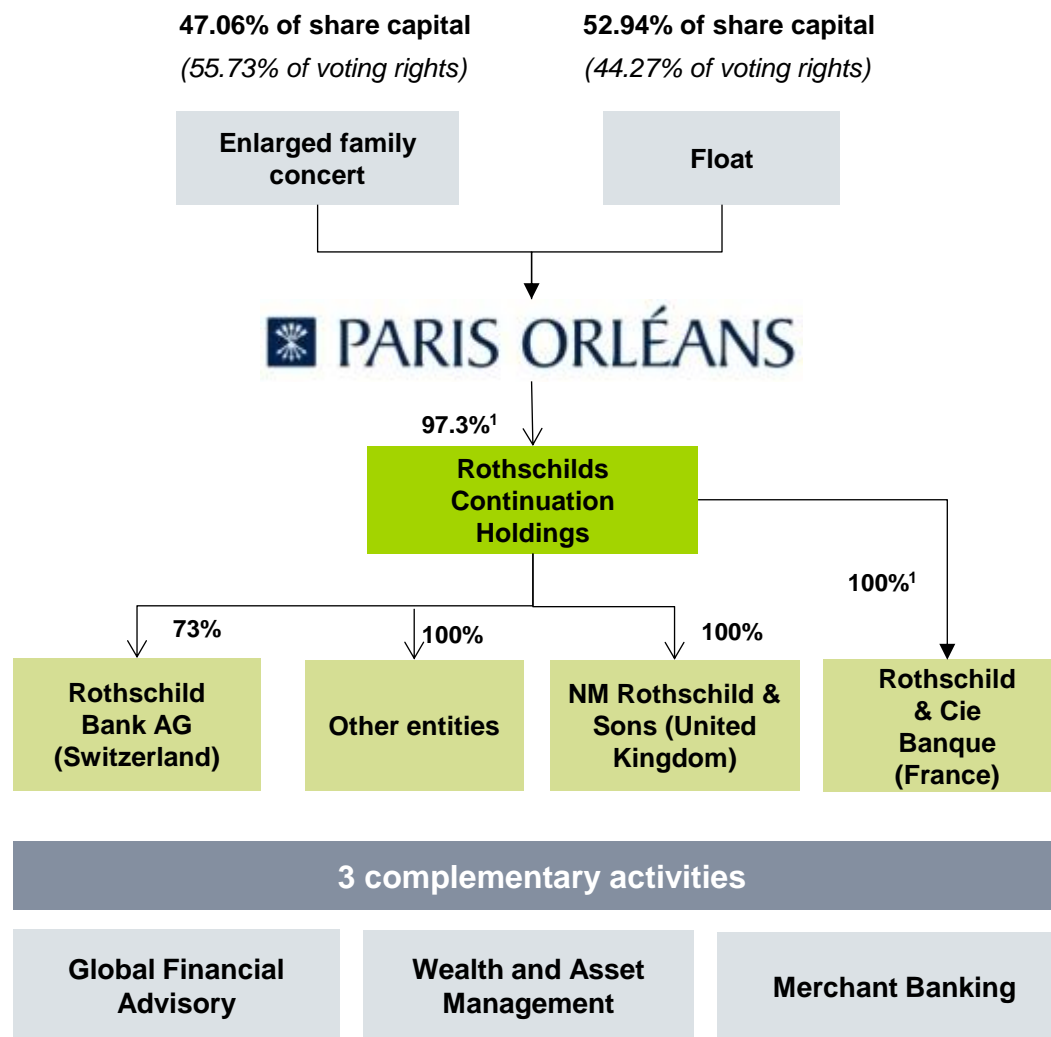 47.06% of share capital
52.94% of share capital
(55.73% of voting rights)
(44.27% of voting rights)
Enlarged family
concert
Float
PARIS ORLÉANS
97.3%¹
Rothschilds
Continuation
Holdings
100%¹
73%
100%
100%
Rothschild
Bank AG
(Switzerland)
Other entities
NM Rothschild &
Sons (United
Kingdom)
Rothschild
& Cie
Banque
(France)
3 complementary activities
Global Financial
Advisory
Wealth and Asset
Management
Merchant Banking